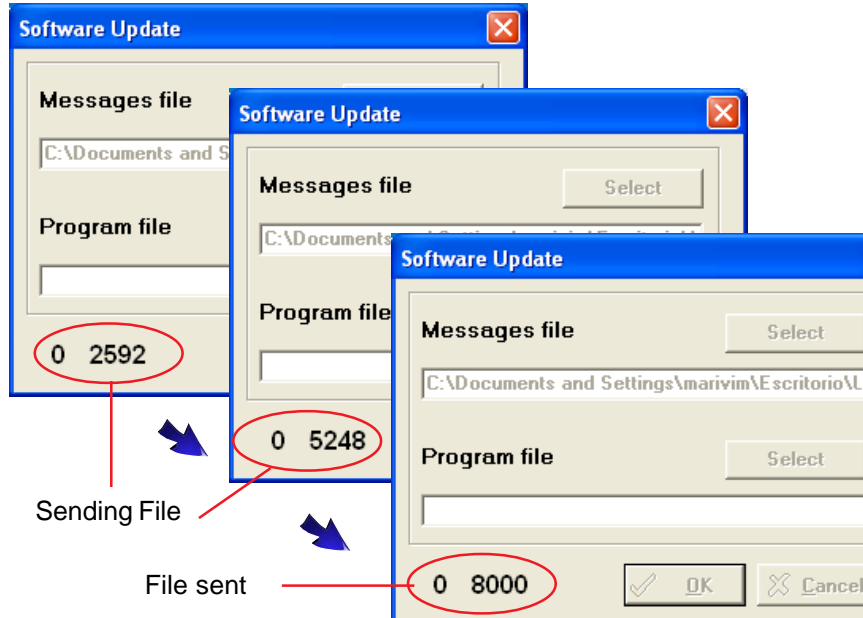 Software Update
Messages file
C:\Documents and S
Program file
0 2592
Software Update
Messages file
Select
C:\Documents
Program file
0 5248
Software Update
Messages file
Select
C:\Documents and Settings\marivim\Escritorio\L
Program file
Select
0 8000
OK
Cancel
Sending File
File sent